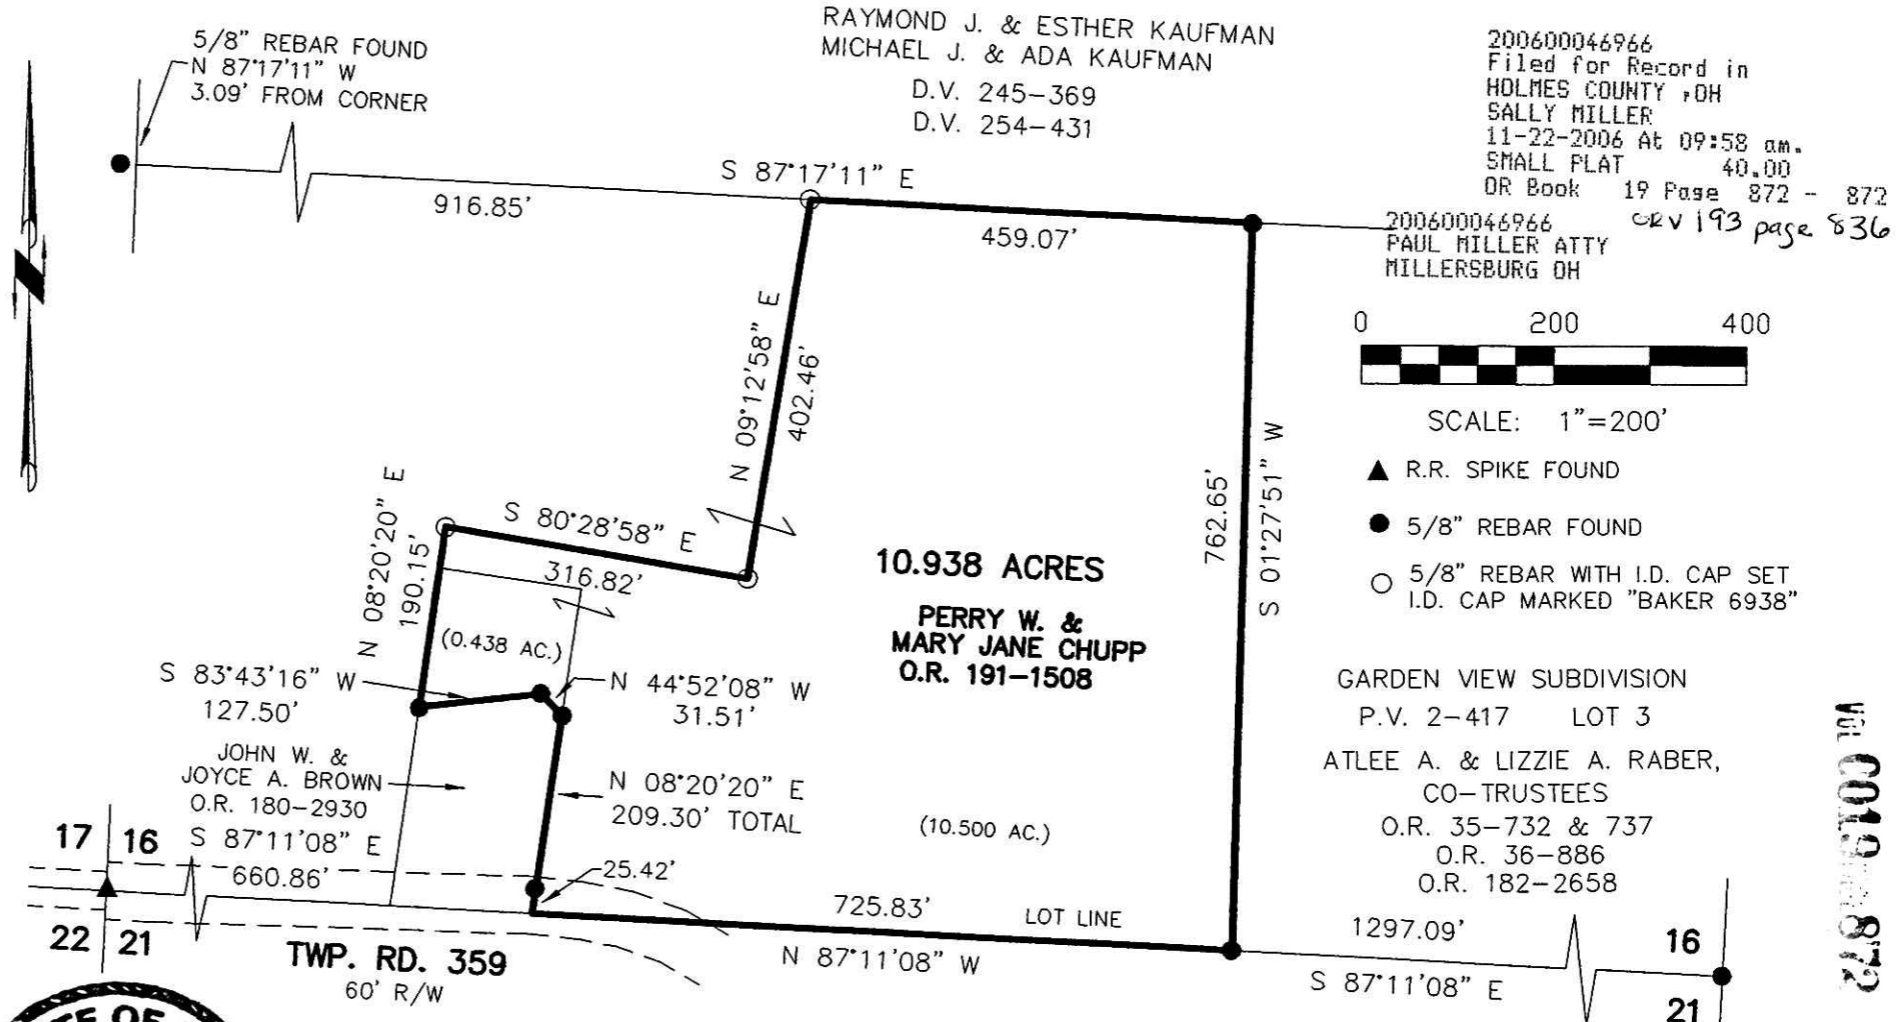 5/8" REBAR FOUND
N 87°17'11" W
3.09' FROM CORNER
RAYMOND J. & ESTHER KAUFMAN
MICHAEL J. & ADA KAUFMAN
D.V. 245-369
D.V. 254-431
200600046966
Filed for Record in
HOLMES COUNTY ,OH
SALLY MILLER
11-22-2006 At 09:58 am.
SMALL PLAT 40.00
OR Book 19 Page 872 - 872
ORV 193 page 836
200600046966
PAUL MILLER ATTY
MILLERSBURG OH
916.85'
S 87°17'11" E
459.07'
0 200 400
SCALE: 1"=200'
▲ R.R. SPIKE FOUND
● 5/8" REBAR FOUND
○ 5/8" REBAR WITH I.D. CAP SET
I.D. CAP MARKED "BAKER 6938"
N 09°12'58" E
402.46'
762.65'
S 01°27'51" W
N 08°20'20" E
190.15'
S 80°28'58" E
316.82'
(0.438 AC.)
10.938 ACRES
PERRY W. &
MARY JANE CHUPP
O.R. 191-1508
S 83°43'16" W
127.50'
N 44°52'08" W
31.51'
JOHN W. &
JOYCE A. BROWN
O.R. 180-2930
N 08°20'20" E
209.30' TOTAL
(10.500 AC.)
GARDEN VIEW SUBDIVISION
P.V. 2-417 LOT 3
ATLEE A. & LIZZIE A. RABER,
CO-TRUSTEES
O.R. 35-732 & 737
O.R. 36-886
O.R. 182-2658
17 16
22 21
S 87°11'08" E
660.86'
25.42'
725.83'
LOT LINE
N 87°11'08" W
TWP. RD. 359
60' R/W
1297.09'
S 87°11'08" E
16
21
VOL 0019 872
TE OF